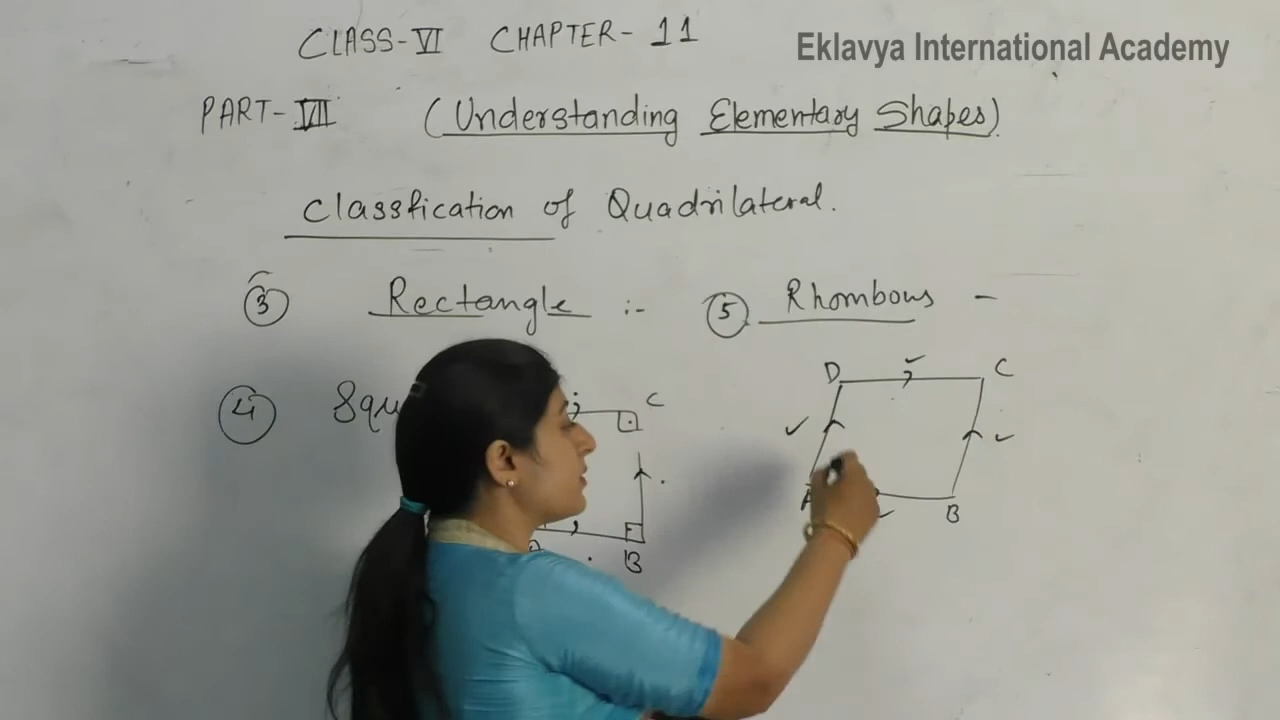 CLASS-VI CHAPTER-11
Eklavya International Academy
PART-VII (Understanding Elementary Shapes)
Classfication of Quadrilateral.
3 Rectangle :-
5 Rhombous -
D C
4 Squ C
A B
B